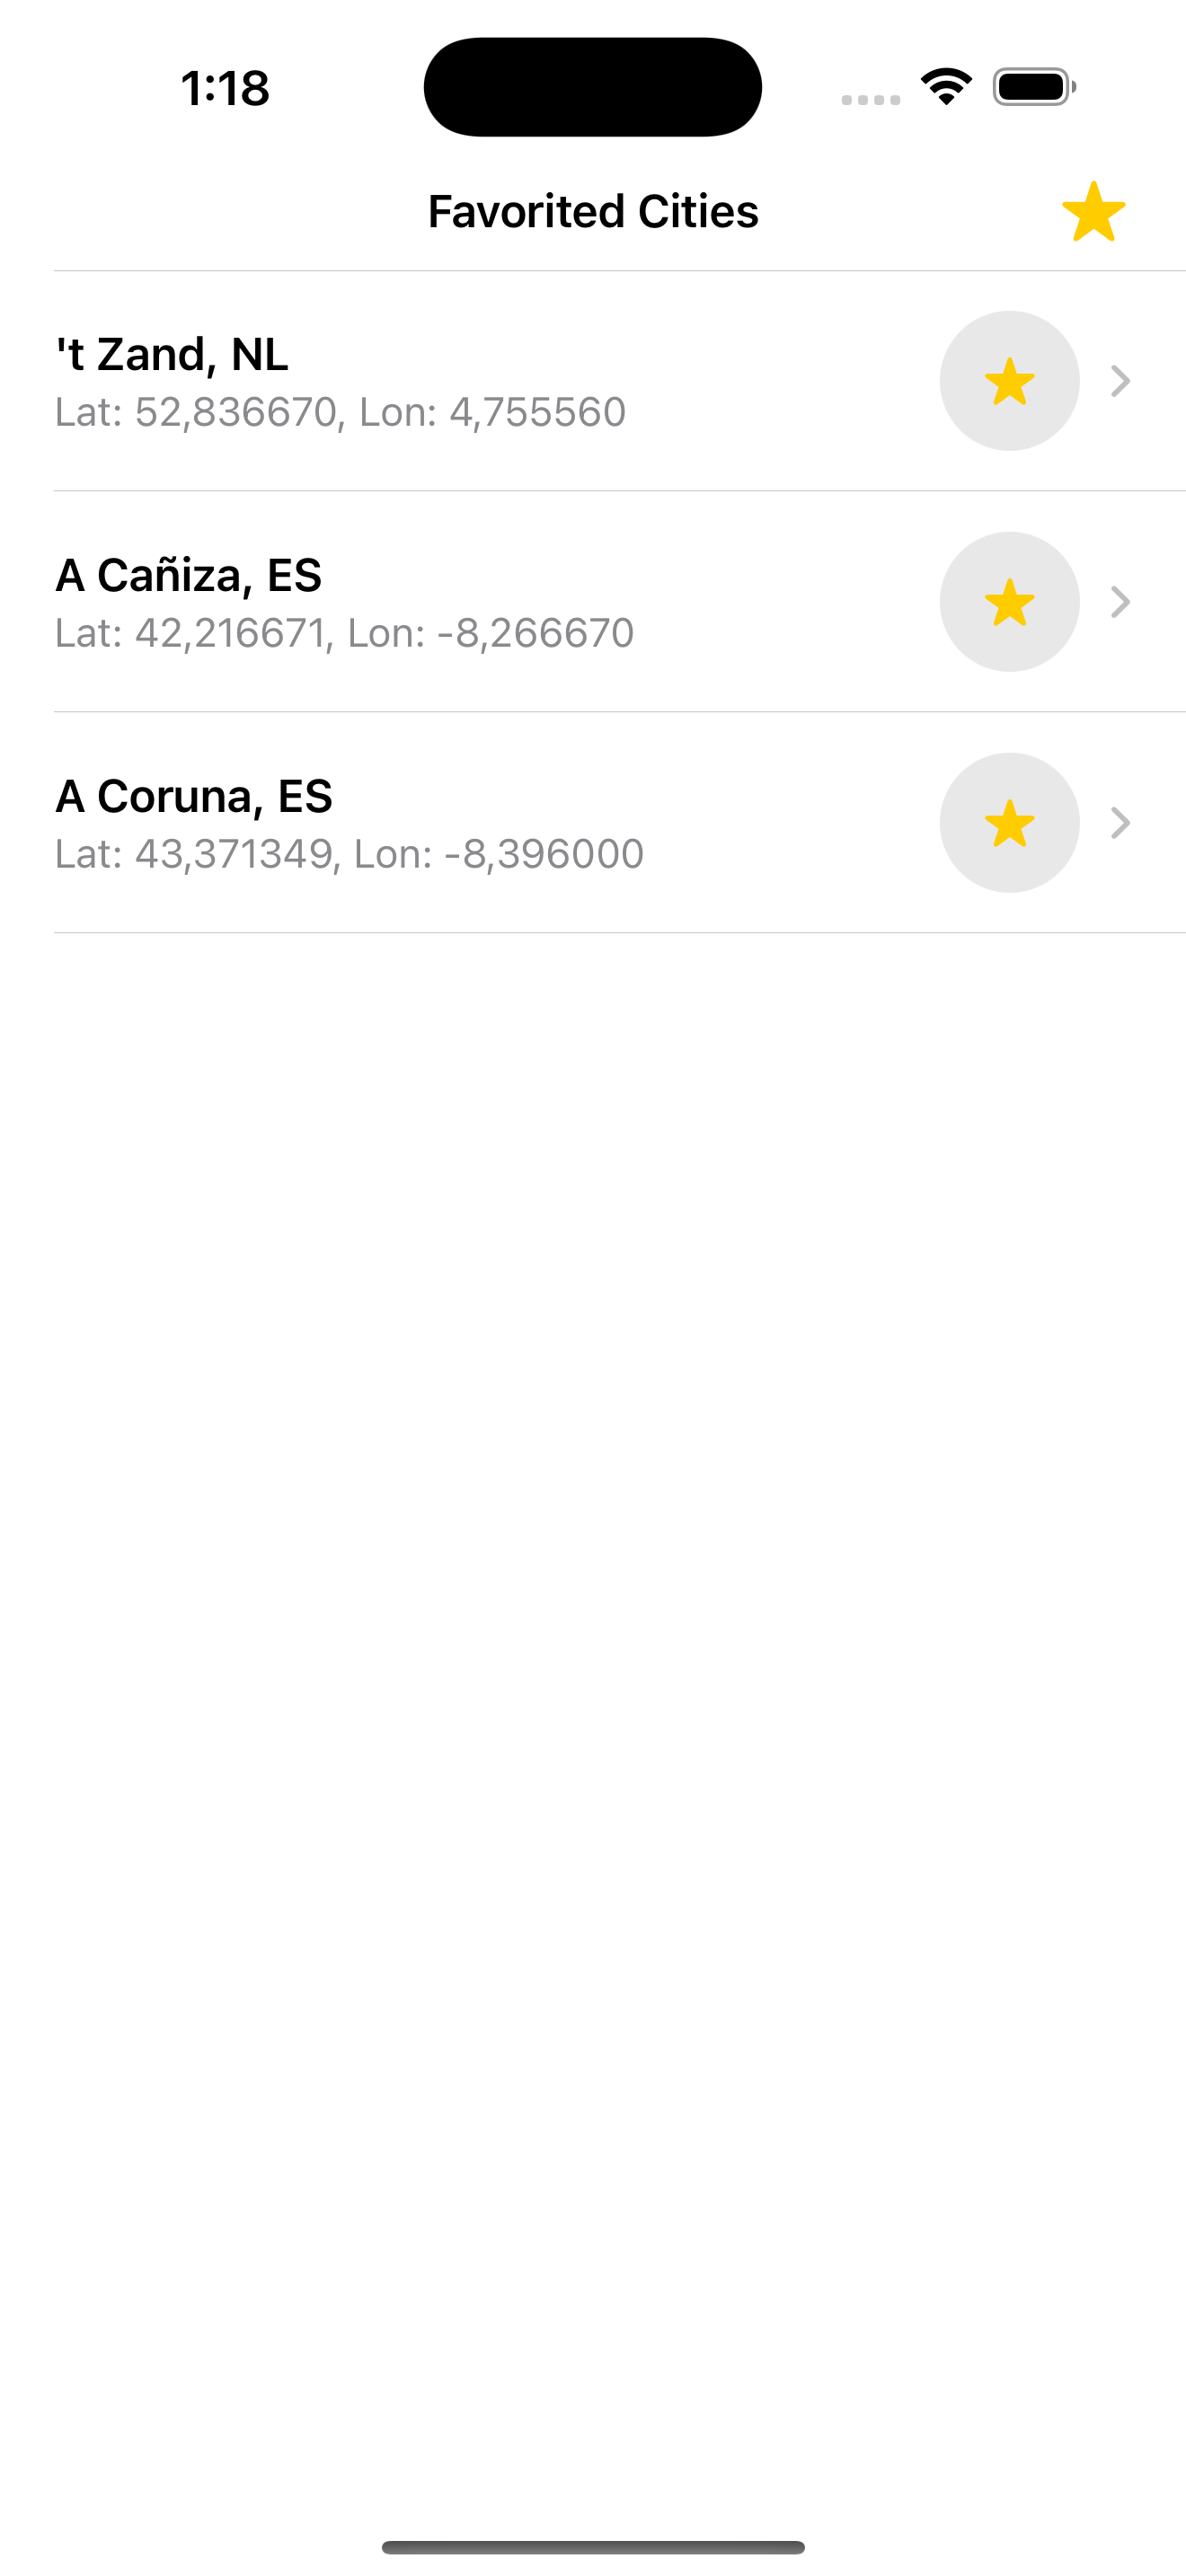 1:18
Favorited Cities
't Zand, NL
Lat: 52,836670, Lon: 4,755560
A Cañiza, ES
Lat: 42,216671, Lon: -8,266670
A Coruna, ES
Lat: 43,371349, Lon: -8,396000